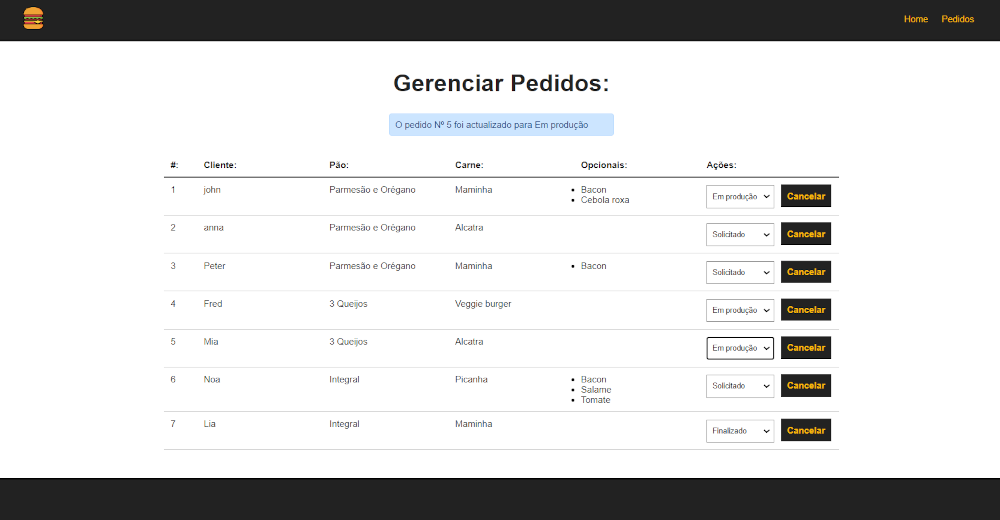 Home Pedidos
Gerenciar Pedidos:
O pedido Nº 5 foi actualizado para Em produção
#: Cliente: Pão: Carne: Opcionais: Ações:
1 john Parmesão e Orégano Maminha Bacon Em produção Cancelar
Cebola roxa
2 anna Parmesão e Orégano Alcatra Solicitado Cancelar
3 Peter Parmesão e Orégano Maminha Bacon Solicitado Cancelar
4 Fred 3 Queijos Veggie burger Em produção Cancelar
5 Mia 3 Queijos Alcatra Em produção Cancelar
6 Noa Integral Picanha Bacon Solicitado Cancelar
Salame
Tomate
7 Lia Integral Maminha Finalizado Cancelar